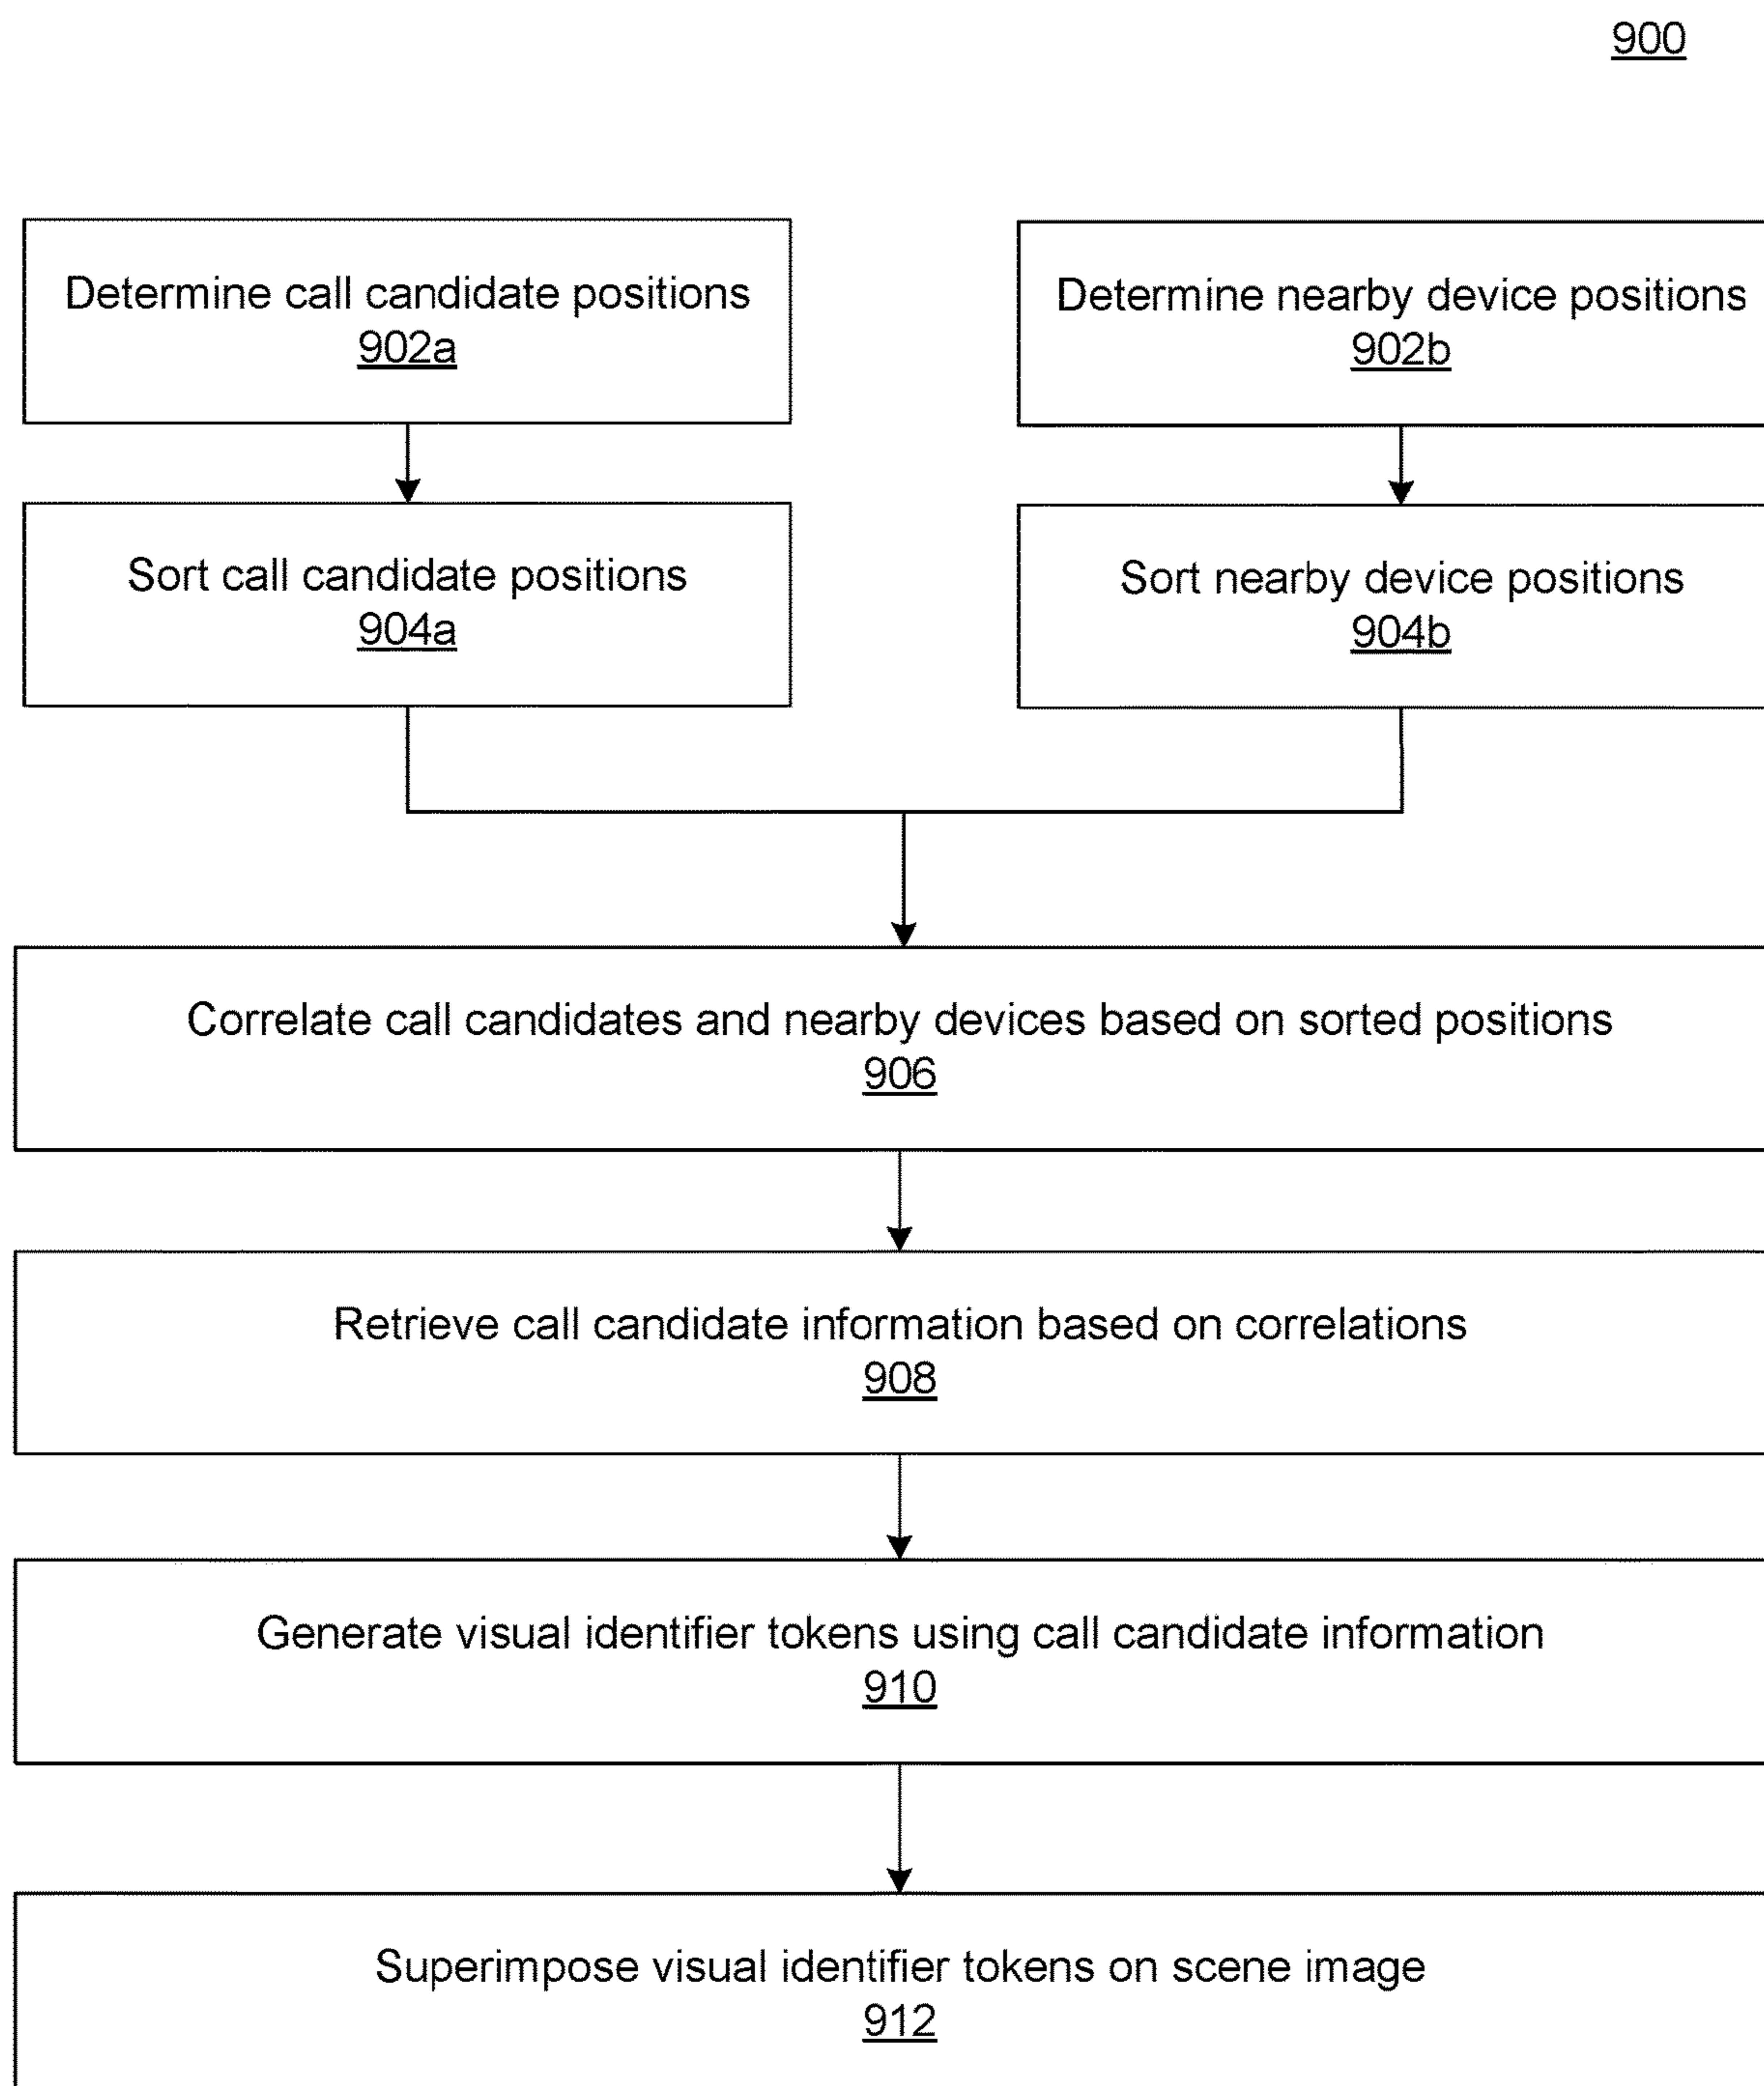 900
Determine call candidate positions
902a
Determine nearby device positions
902b
Sort call candidate positions
904a
Sort nearby device positions
904b
Correlate call candidates and nearby devices based on sorted positions
906
Retrieve call candidate information based on correlations
908
Generate visual identifier tokens using call candidate information
910
Superimpose visual identifier tokens on scene image
912